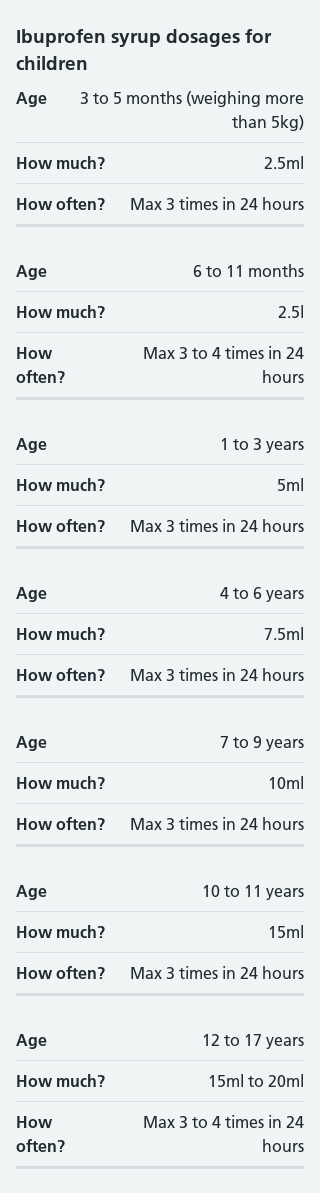 Ibuprofen syrup dosages for
children
Age 3 to 5 months (weighing more
than 5kg)
How much? 2.5ml
How often? Max 3 times in 24 hours
Age 6 to 11 months
How much? 2.5l
How Max 3 to 4 times in 24
often? hours
Age 1 to 3 years
How much? 5ml
How often? Max 3 times in 24 hours
Age 4 to 6 years
How much? 7.5ml
How often? Max 3 times in 24 hours
Age 7 to 9 years
How much? 10ml
How often? Max 3 times in 24 hours
Age 10 to 11 years
How much? 15ml
How often? Max 3 times in 24 hours
Age 12 to 17 years
How much? 15ml to 20ml
How Max 3 to 4 times in 24
often? hours